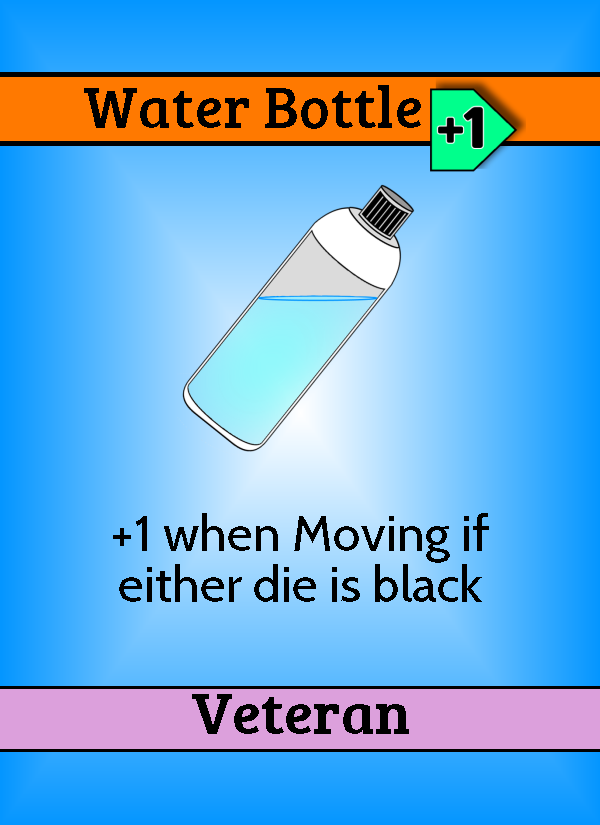 Water Bottle
+1
+1 when Moving if
either die is black
Veteran